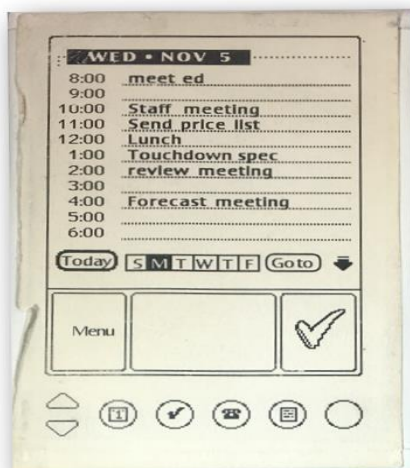 WED • NOV 5
8:00 meet ed
9:00
10:00 Staff meeting
11:00 Send price list
12:00 Lunch
1:00 Touchdown spec
2:00 review meeting
3:00
4:00 Forecast meeting
5:00
6:00
Today S M T W T F Goto
Menu
1